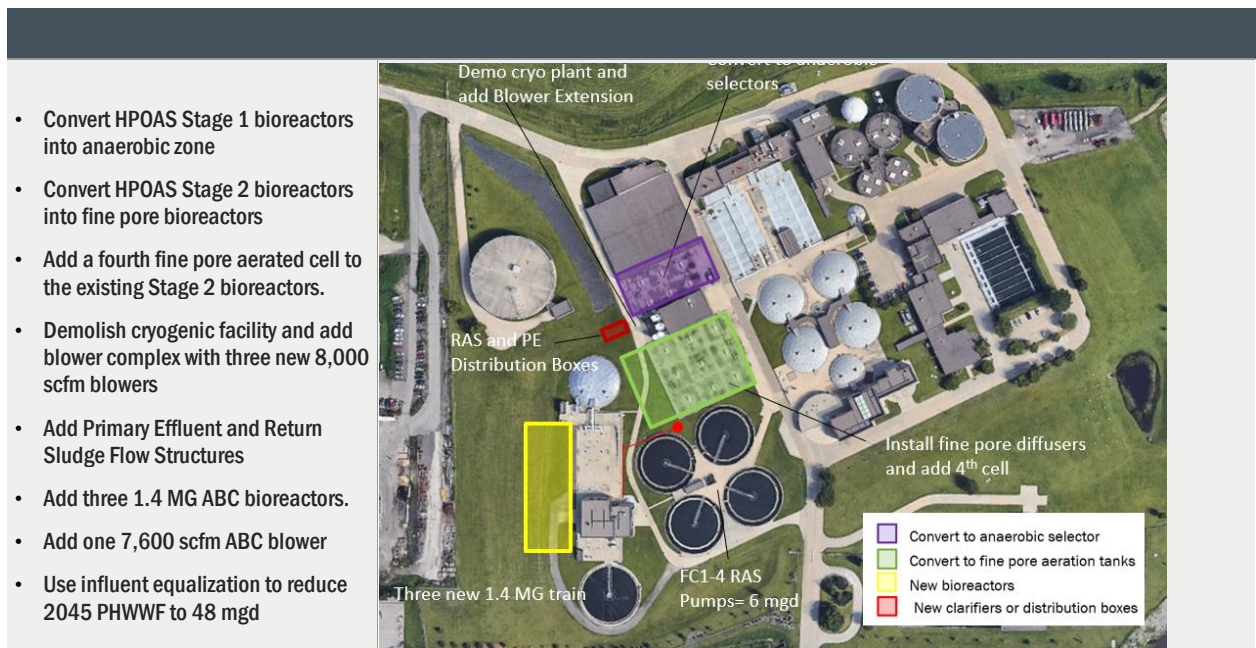 • Convert HPOAS Stage 1 bioreactors
into anaerobic zone
• Convert HPOAS Stage 2 bioreactors
into fine pore bioreactors
• Add a fourth fine pore aerated cell to
the existing Stage 2 bioreactors.
• Demolish cryogenic facility and add
blower complex with three new 8,000
scfm blowers
• Add Primary Effluent and Return
Sludge Flow Structures
• Add three 1.4 MG ABC bioreactors.
• Add one 7,600 scfm ABC blower
• Use influent equalization to reduce
2045 PHWWF to 48 mgd
Demo cryo plant and
add Blower Extension
Convert to anaerobic
selectors
RAS and PE
Distribution Boxes
Install fine pore diffusers
and add 4th cell
Three new 1.4 MG train
FC1-4 RAS
Pumps= 6 mgd
Convert to anaerobic selector
Convert to fine pore aeration tanks
New bioreactors
New clarifiers or distribution boxes